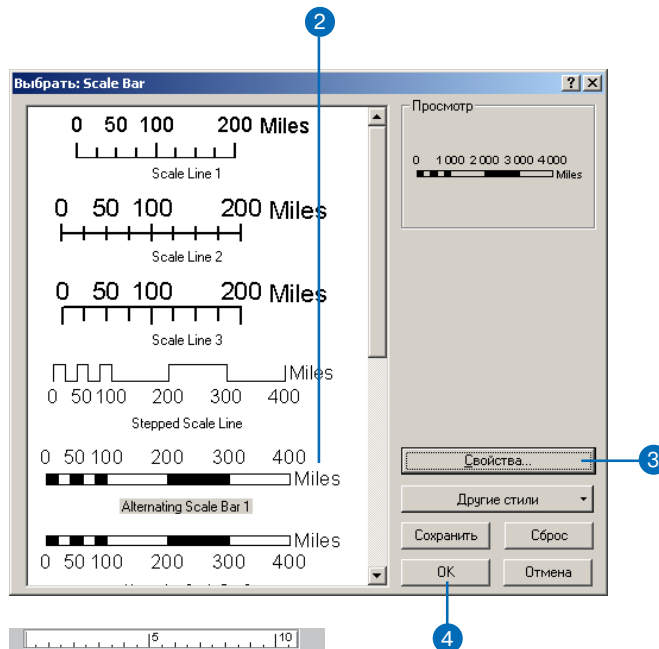 2
Выбрать: Scale Bar
0 50 100 200 Miles
Scale Line 1
0 50 100 200 Miles
Scale Line 2
0 50 100 200 Miles
Scale Line 3
Miles
0 50 100 200 300 400
Stepped Scale Line
0 50 100 200 300 400
Miles
Alternating Scale Bar 1
Miles
0 50 100 200 300 400
Просмотр
0 1 000 2 000 3 000 4 000
Miles
Свойства...
3
Другие стили
Сохранить
Сброс
OK
Отмена
4
5 10